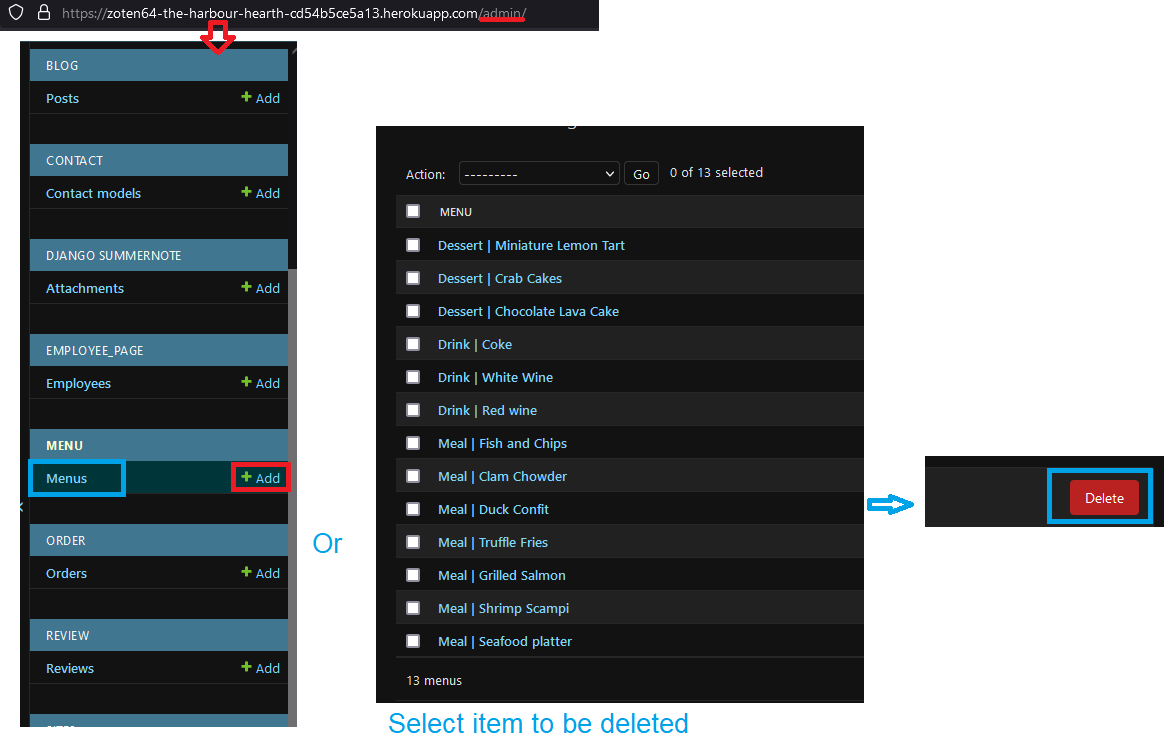 https://zoten64-the-harbour-hearth-cd54b5ce5a13.herokuapp.com/admin/
BLOG
Posts + Add
CONTACT
Contact models + Add
DJANGO SUMMERNOTE
Attachments + Add
EMPLOYEE_PAGE
Employees + Add
MENU
Menus + Add
ORDER
Orders + Add
REVIEW
Reviews + Add
Or
Action: --------- Go 0 of 13 selected
MENU
Dessert | Miniature Lemon Tart
Dessert | Crab Cakes
Dessert | Chocolate Lava Cake
Drink | Coke
Drink | White Wine
Drink | Red wine
Meal | Fish and Chips
Meal | Clam Chowder
Meal | Duck Confit
Meal | Truffle Fries
Meal | Grilled Salmon
Meal | Shrimp Scampi
Meal | Seafood platter
13 menus
Select item to be deleted
Delete